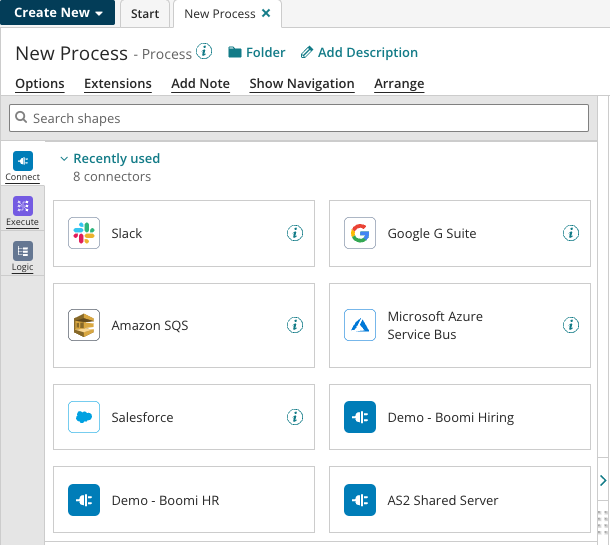 Create New
Start
New Process
New Process - Process
Folder
Add Description
Options
Extensions
Add Note
Show Navigation
Arrange
Search shapes
Connect
Execute
Logic
Recently used
8 connectors
Slack
Google G Suite
Amazon SQS
Microsoft Azure
Service Bus
Salesforce
Demo - Boomi Hiring
Demo - Boomi HR
AS2 Shared Server